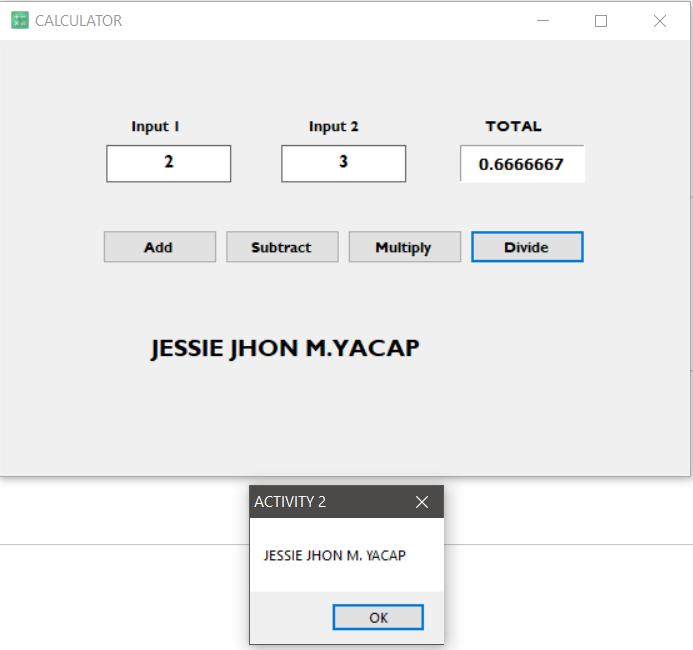 CALCULATOR
Input 1 Input 2 TOTAL
2 3 0.6666667
Add Subtract Multiply Divide
JESSIE JHON M.YACAP
ACTIVITY 2
JESSIE JHON M. YACAP
OK